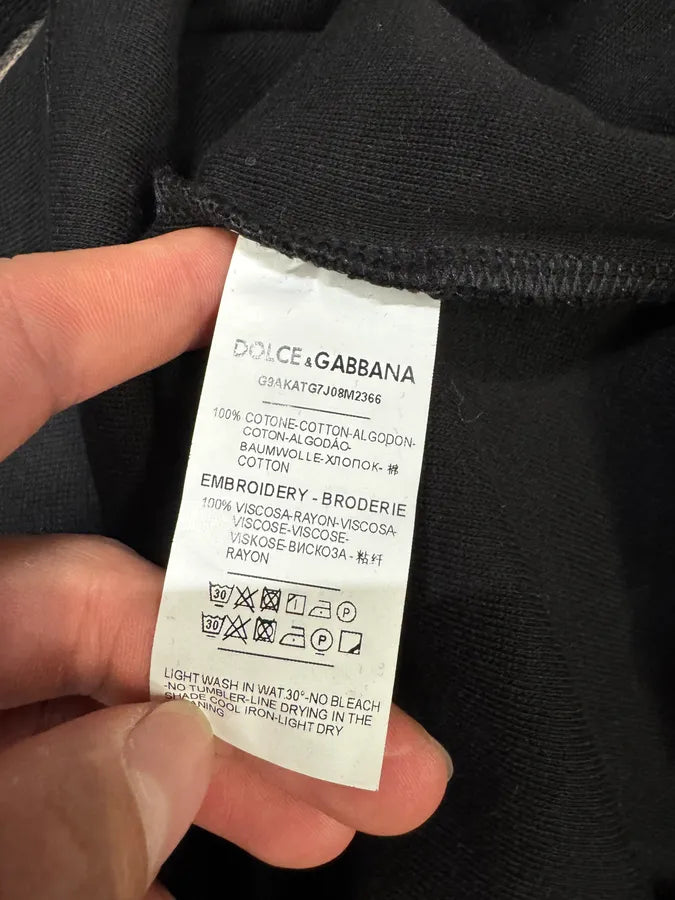 DOLCE & GABBANA
G9AKATG7J08M2366
100% COTONE-COTTON-ALGODON-
COTON-ALGODÃO-
BAUMWOLLE-ХЛОПОК- 棉
COTTON
EMBROIDERY - BRODERIE
100% VISCOSA-RAYON-VISCOSA
VISCOSE-VISCOSE-
VISKOSE-ВИСКОЗА - 粘纤
RAYON
30 P
30 P
LIGHT WASH IN WAT.30°-NO BLEACH
-NO TUMBLER-LINE DRYING IN THE
SHADE COOL IRON-LIGHT DRY